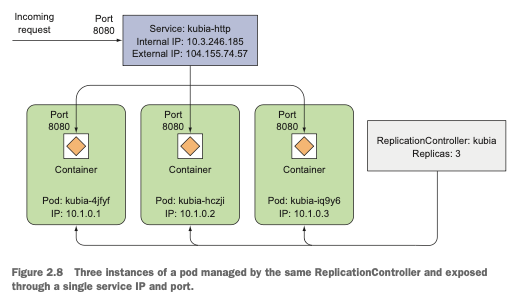 Incoming
request
Port
8080
Service: kubia-http
Internal IP: 10.3.246.185
External IP: 104.155.74.57
Port
8080
Container
Pod: kubia-4jfyf
IP: 10.1.0.1
Port
8080
Container
Pod: kubia-hczji
IP: 10.1.0.2
Port
8080
Container
Pod: kubia-iq9y6
IP: 10.1.0.3
ReplicationController: kubia
Replicas: 3
Figure 2.8 Three instances of a pod managed by the same ReplicationController and exposed
through a single service IP and port.